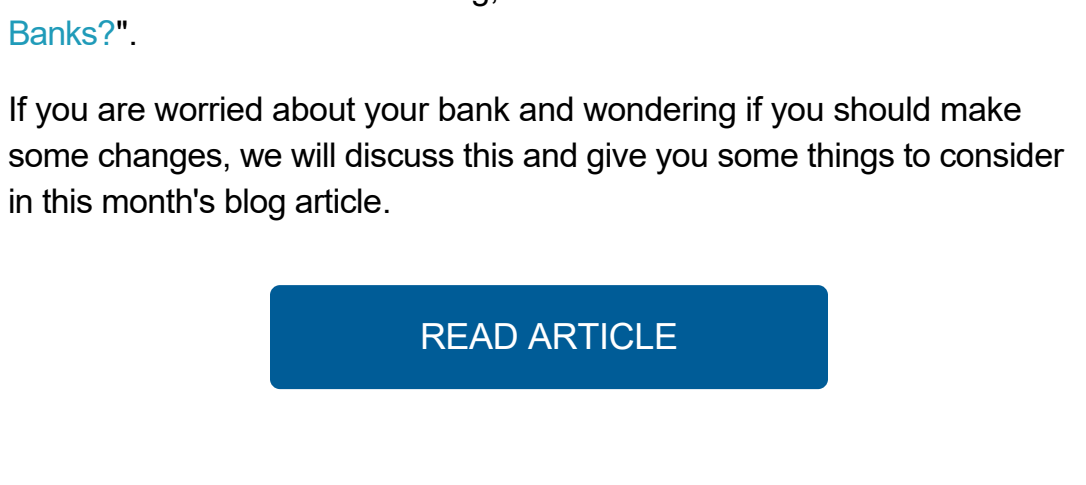 Banks?".
If you are worried about your bank and wondering if you should make
some changes, we will discuss this and give you some things to consider
in this month's blog article.
READ ARTICLE